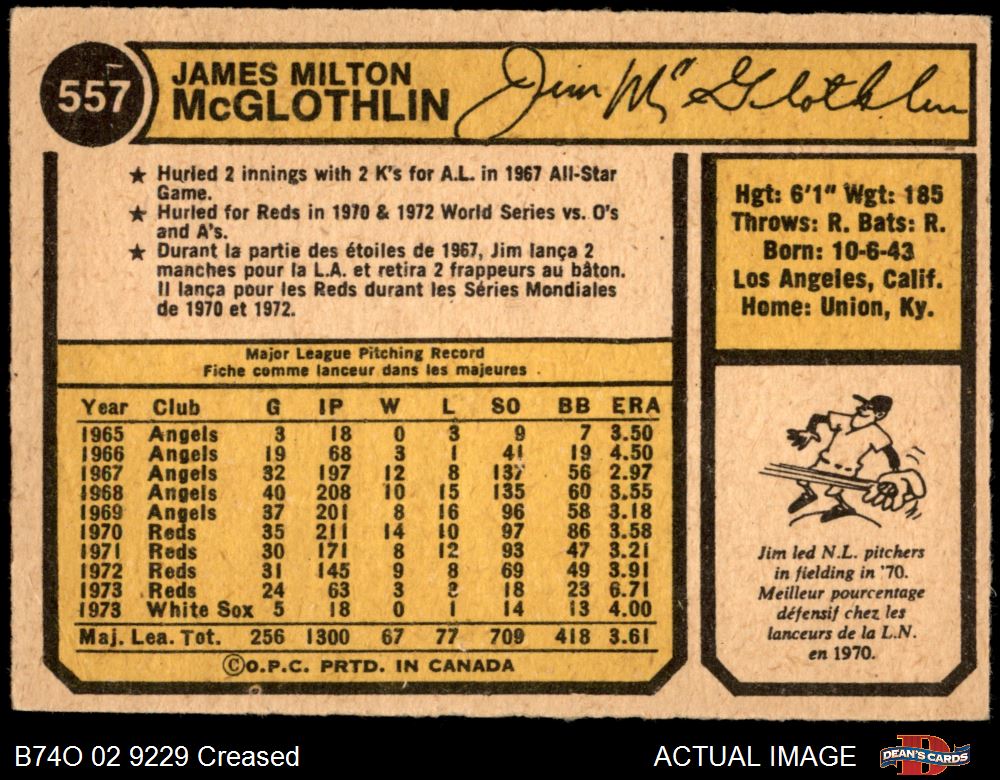 557
JAMES MILTON
McGLOTHLIN
Jim McGlothlin
★ Hurled 2 innings with 2 K's for A.L. in 1967 All-Star
Game.
★ Hurled for Reds in 1970 & 1972 World Series vs. O's
and A's.
★ Durant la partie des étoiles de 1967, Jim lança 2
manches pour la L.A. et retira 2 frappeurs au bâton.
Il lança pour les Reds durant les Séries Mondiales
de 1970 et 1972.
Hgt: 6'1" Wgt: 185
Throws: R. Bats: R.
Born: 10-6-43
Los Angeles, Calif.
Home: Union, Ky.
Major League Pitching Record
Fiche comme lanceur dans les majeures
Year Club G IP W L SO BB ERA
1965 Angels 3 18 0 3 9 7 3.50
1966 Angels 19 68 3 1 41 19 4.50
1967 Angels 32 197 12 8 137 56 2.97
1968 Angels 40 208 10 15 135 60 3.55
1969 Angels 37 201 8 16 96 58 3.18
1970 Reds 35 211 14 10 97 86 3.58
1971 Reds 30 171 8 12 93 47 3.21
1972 Reds 31 145 9 8 69 49 3.91
1973 Reds 24 63 3 2 18 23 6.71
1973 White Sox 5 18 0 1 14 13 4.00
Maj. Lea. Tot. 256 1300 67 77 709 418 3.61
©O.P.C. PRTD. IN CANADA
Jim led N.L. pitchers
in fielding in '70.
Meilleur pourcentage
défensif chez les
lanceurs de la L.N.
en 1970.
B74O 02 9229 Creased
ACTUAL IMAGE
DEAN'S CARDS